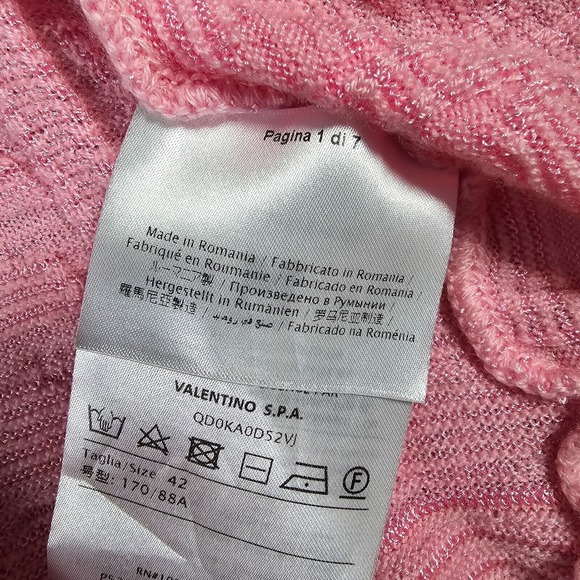 Pagina 1 di 7
Made in Romania / Fabbricato in Romania /
Fabriqué en Roumanie / Fabricado en Romania /
ルーマニア製 / Произведено в Румынии /
Hergestellt in Rumänien / 罗马尼亚制造 /
羅馬尼亞製造 / صنع في رومانيا / Fabricado na Roménia
VALENTINO S.P.A.
QD0KA0D52VJ
Taglia/Size 42
号型: 170/88A